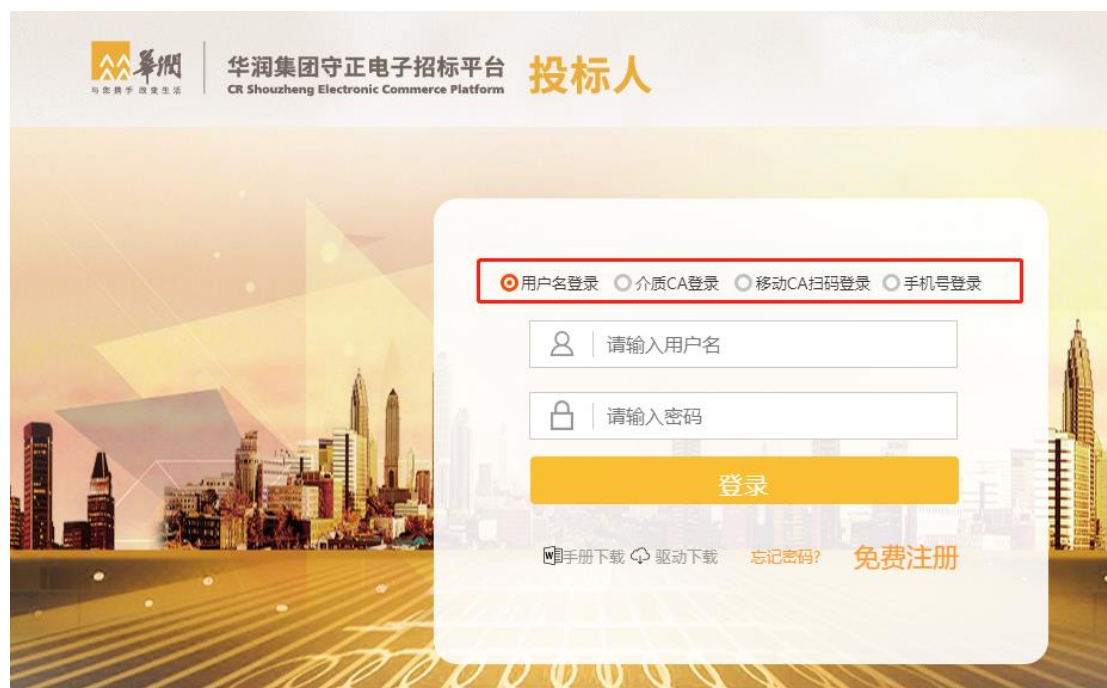 華潤
与您携手 改变生活
华润集团守正电子招标平台
CR Shouzheng Electronic Commerce Platform
投标人
用户名登录 介质CA登录 移动CA扫码登录 手机号登录
请输入用户名
请输入密码
登录
手册下载 驱动下载 忘记密码? 免费注册